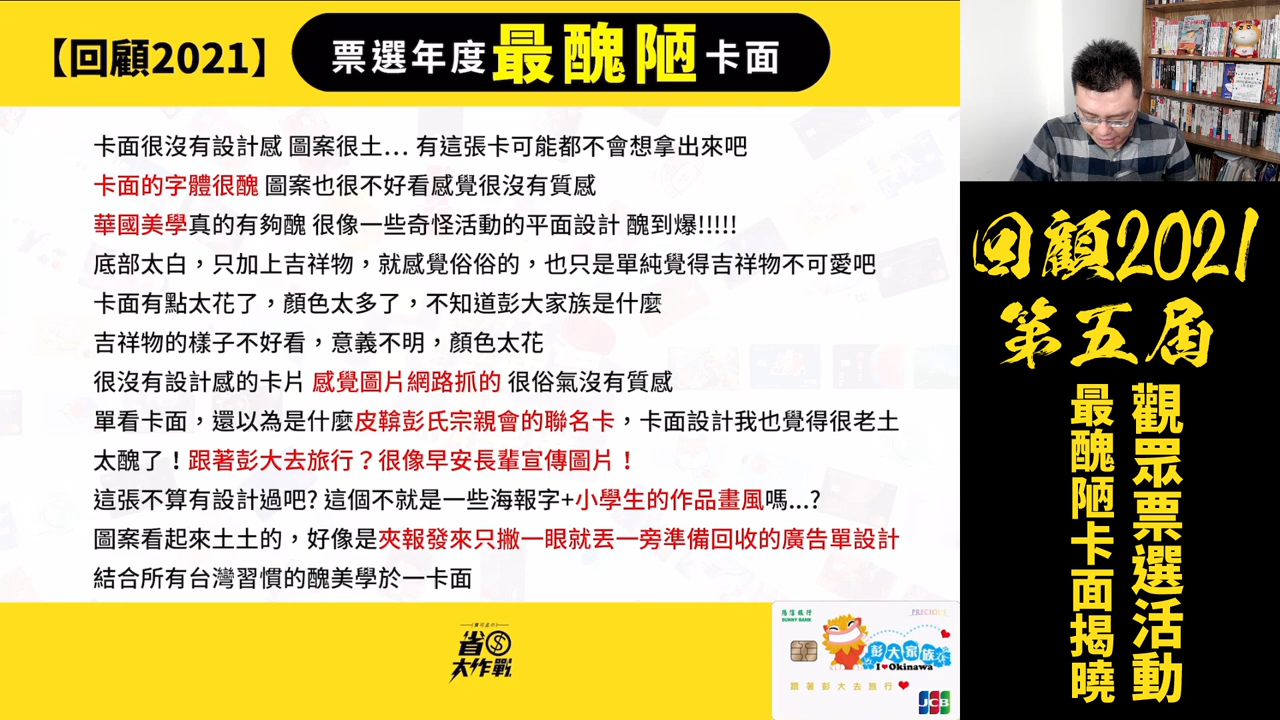 【回顧2021】
票選年度最醜陋卡面
卡面很沒有設計感 圖案很土… 有這張卡可能都不會想拿出來吧
卡面的字體很醜 圖案也很不好看感覺很沒有質感
華國美學真的有夠醜 很像一些奇怪活動的平面設計 醜到爆!!!!!
底部太白，只加上吉祥物，就感覺俗俗的，也只是單純覺得吉祥物不可愛吧
卡面有點太花了，顏色太多了，不知道彭大家族是什麼
吉祥物的樣子不好看，意義不明，顏色太花
很沒有設計感的卡片 感覺圖片網路抓的 很俗氣沒有質感
單看卡面，還以為是什麼皮鞥彭氏宗親會的聯名卡，卡面設計我也覺得很老土
太醜了！跟著彭大去旅行？很像早安長輩宣傳圖片！
這張不算有設計過吧? 這個不就是一些海報字+小學生的作品畫風嗎...?
圖案看起來土土的，好像是夾報發來只撇一眼就丟一旁準備回收的廣告單設計
結合所有台灣習慣的醜美學於一卡面
省
大作戰
陽信銀行
SUNNY BANK
PRECIOUS
彭大家族
I❤Okinawa
跟著彭大去旅行❤
JCB
回顧2021
第五屆
觀眾票選活動
最醜陋卡面揭曉